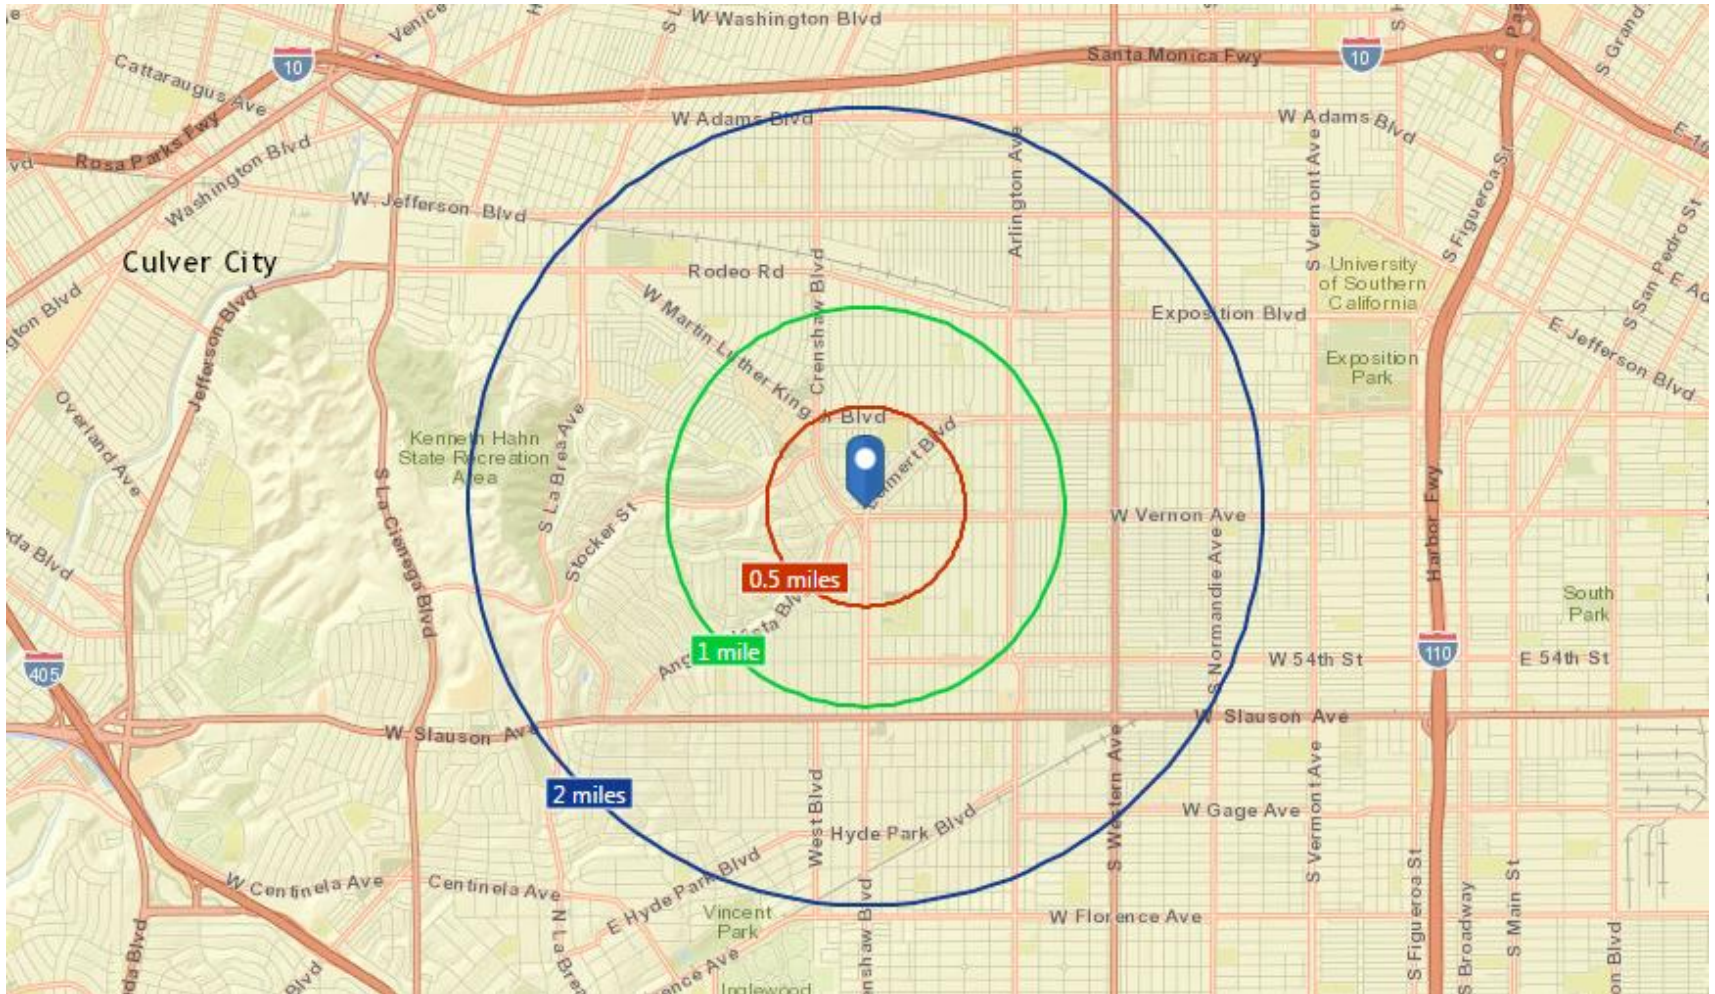 Venice
W Washington Blvd
Santa Monica Fwy
10
10
S Grand
Cattaraugus Ave
W Adams Blvd
W Adams Blvd
Rosa Parks Fwy
Washington Blvd
Arlington Ave
S Vermont Ave
S Figueroa St
S San Pedro St
W Jefferson Blvd
Culver City
Rodeo Rd
University
of Southern
California
Jefferson Blvd
W Martin Luther King Jr Blvd
Crenshaw Blvd
Exposition Blvd
E Jefferson Blvd
Exposition
Park
Overland Ave
Kenneth Hahn
State Recreation
Area
S La Brea Ave
Leimert Blvd
S La Cienega Blvd
Stocker St
W Vernon Ave
Harbor Fwy
S Normandie Ave
0.5 miles
South
Park
1 mile
W 54th St
110
E 54th St
405
W Slauson Ave
W Slauson Ave
2 miles
West Blvd
S Western Ave
S Vermont Ave
W Gage Ave
Hyde Park Blvd
W Centinela Ave
Centinela Ave
E Hyde Park Blvd
Vincent
Park
W Florence Ave
S Figueroa St
S Broadway
S Main St
Inglewood